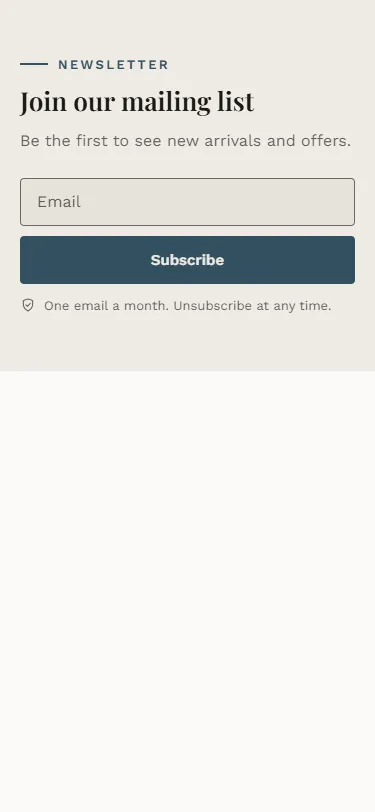 NEWSLETTER
Join our mailing list
Be the first to see new arrivals and offers.
Email
Subscribe
One email a month. Unsubscribe at any time.